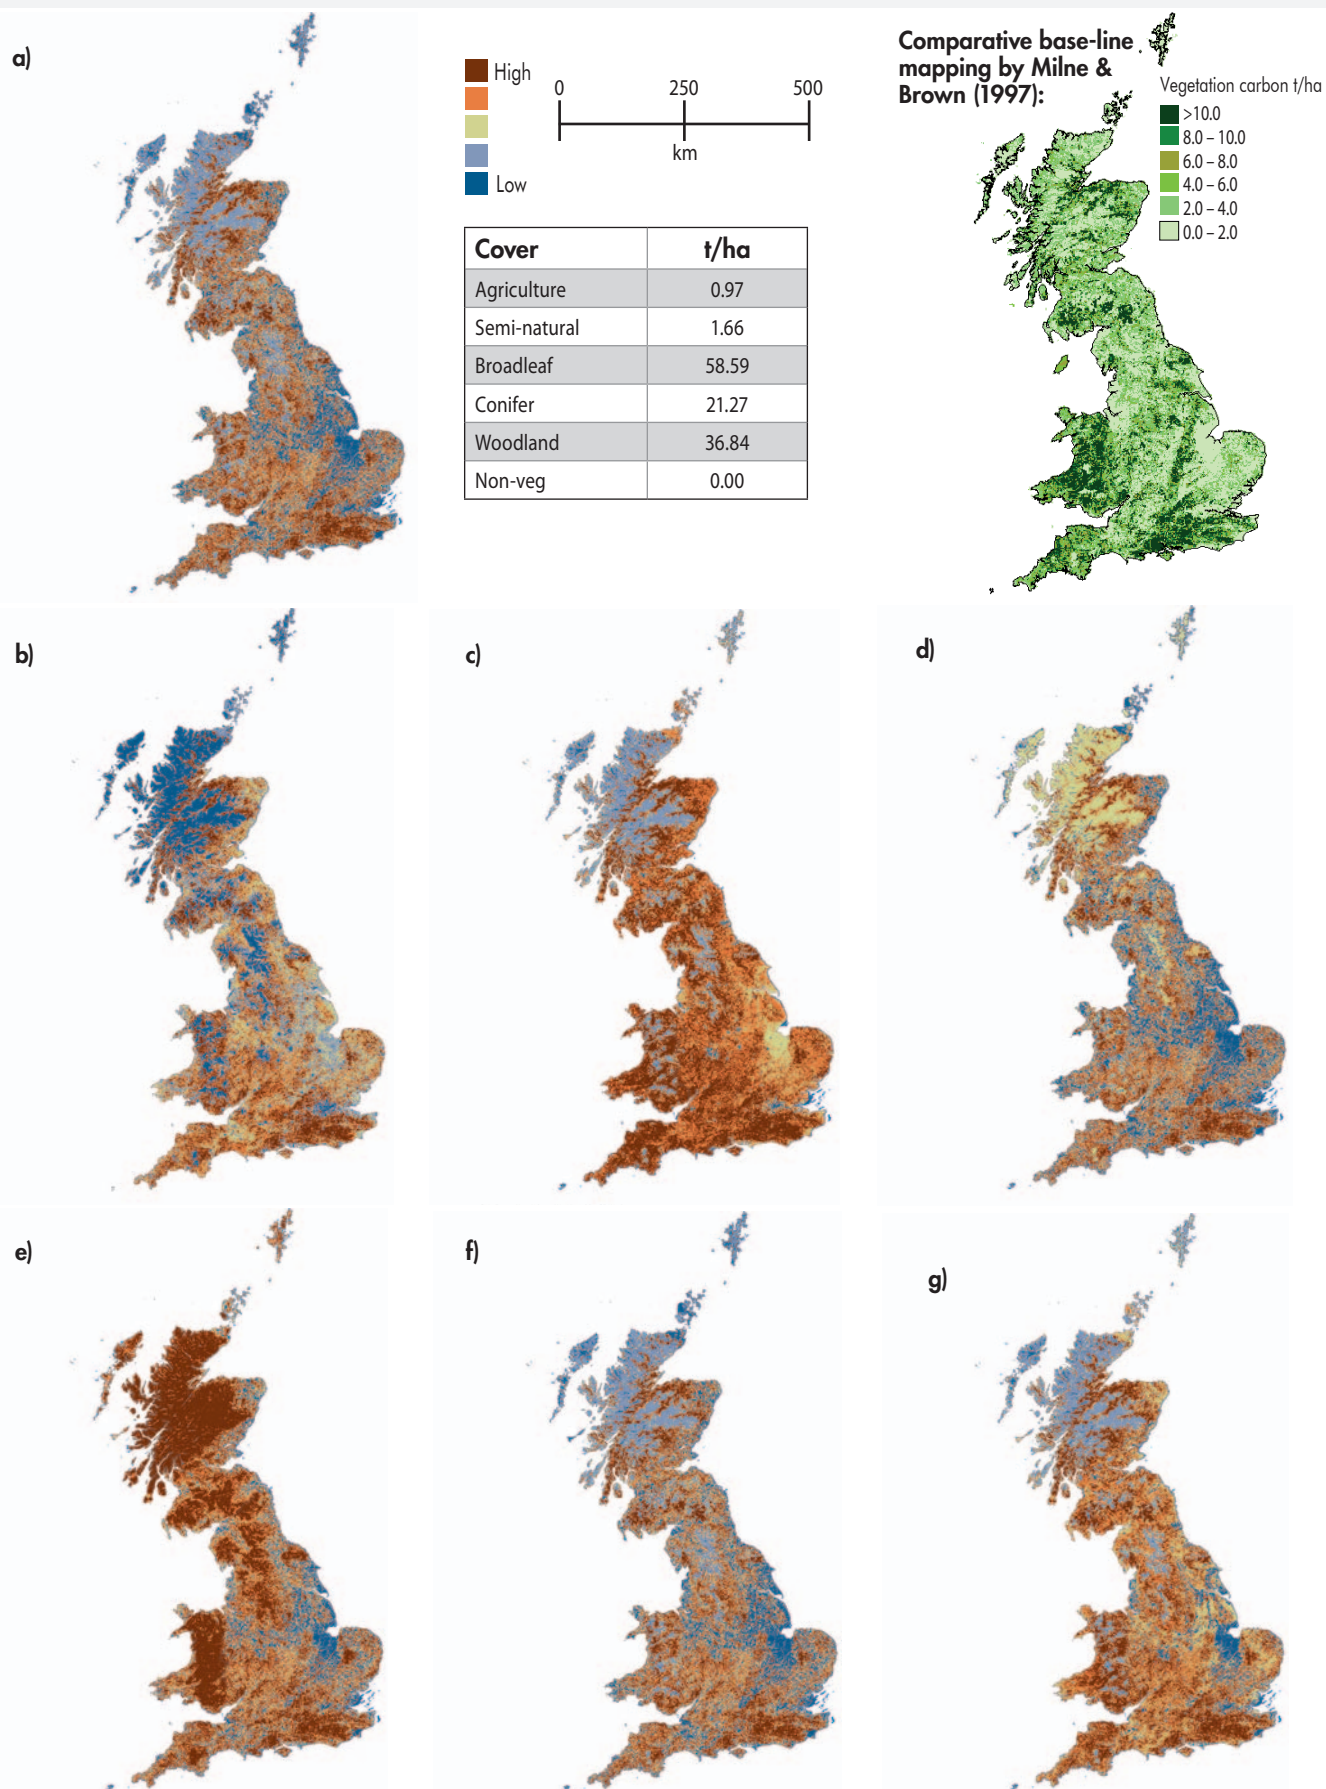 a)
High
Low
0 250 500
km
Cover t/ha
Agriculture 0.97
Semi-natural 1.66
Broadleaf 58.59
Conifer 21.27
Woodland 36.84
Non-veg 0.00
Comparative base-line
mapping by Milne &
Brown (1997):
Vegetation carbon t/ha
>10.0
8.0 – 10.0
6.0 – 8.0
4.0 – 6.0
2.0 – 4.0
0.0 – 2.0
b)
c)
d)
e)
f)
g)